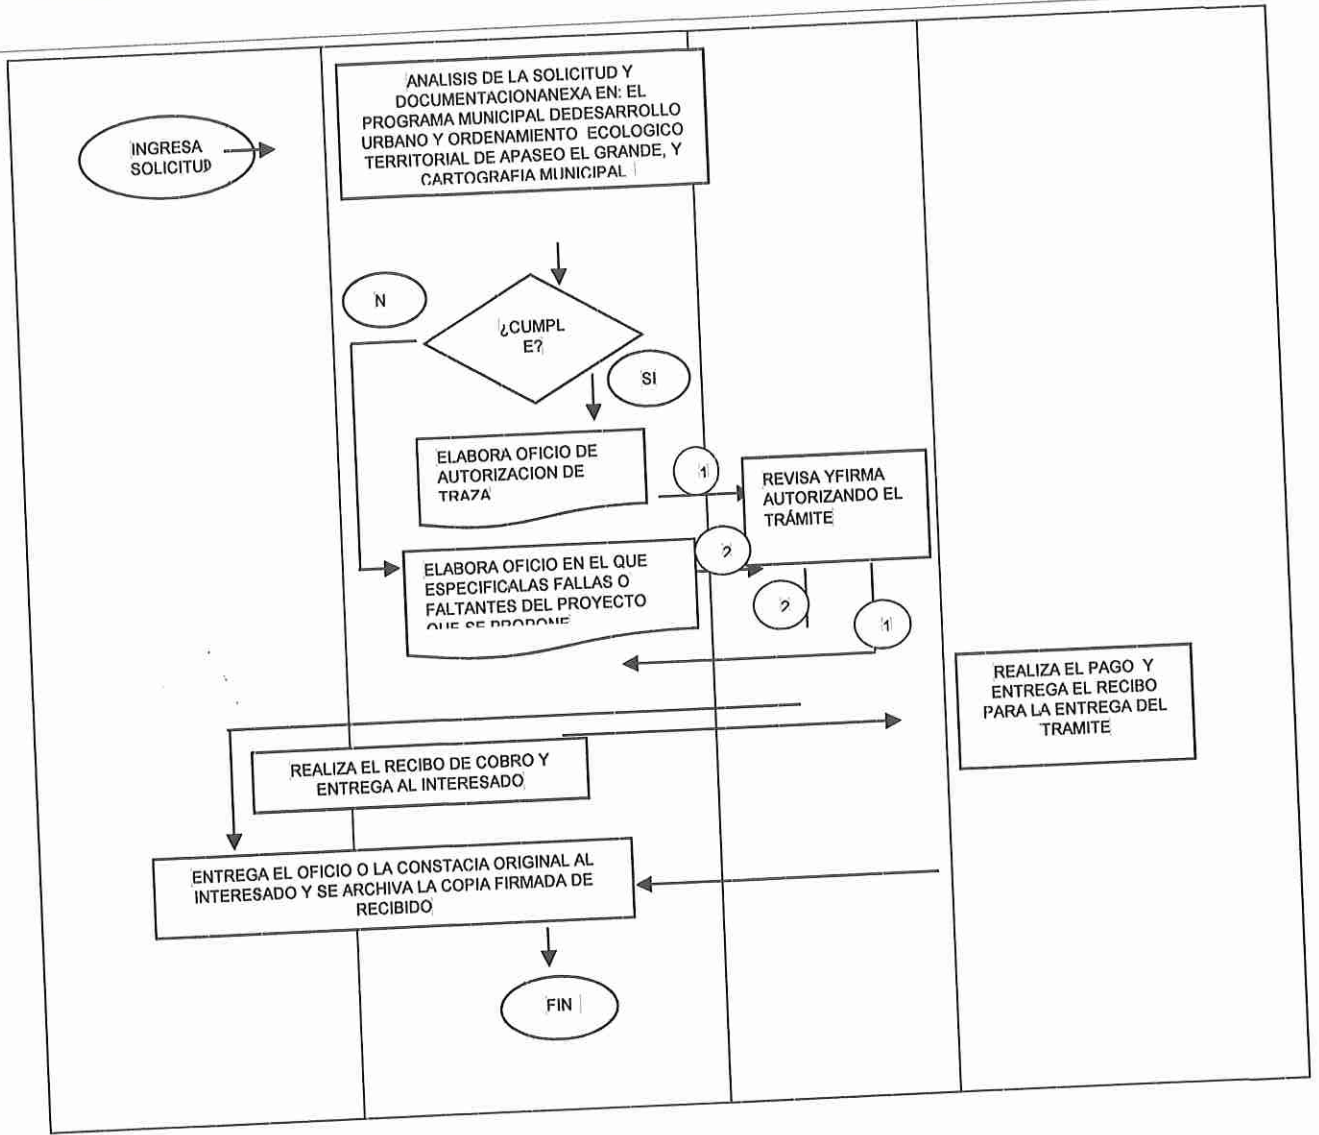 INGRESA
SOLICITUD
ANALISIS DE LA SOLICITUD Y
DOCUMENTACIONANEXA EN: EL
PROGRAMA MUNICIPAL DEDESARROLLO
URBANO Y ORDENAMIENTO ECOLOGICO
TERRITORIAL DE APASEO EL GRANDE, Y
CARTOGRAFIA MUNICIPAL
N
¿CUMPL
E?
SI
ELABORA OFICIO DE
AUTORIZACION DE
TRAZA
1
REVISA YFIRMA
AUTORIZANDO EL
TRÁMITE
ELABORA OFICIO EN EL QUE
ESPECIFICALAS FALLAS O
FALTANTES DEL PROYECTO
QUE SE PROPONE
2
2
1
REALIZA EL PAGO Y
ENTREGA EL RECIBO
PARA LA ENTREGA DEL
TRAMITE
REALIZA EL RECIBO DE COBRO Y
ENTREGA AL INTERESADO
ENTREGA EL OFICIO O LA CONSTACIA ORIGINAL AL
INTERESADO Y SE ARCHIVA LA COPIA FIRMADA DE
RECIBIDO
FIN